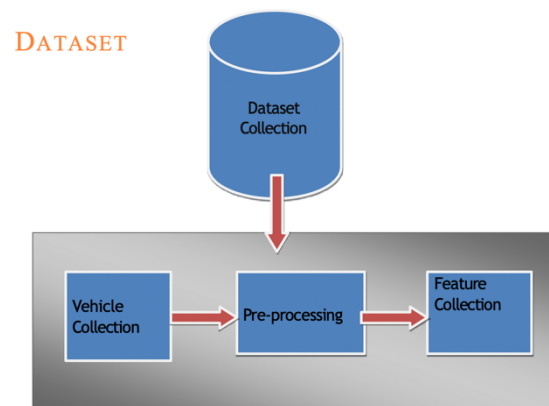 DATASET
Dataset
Collection
Vehicle
Collection
Pre-processing
Feature
Collection